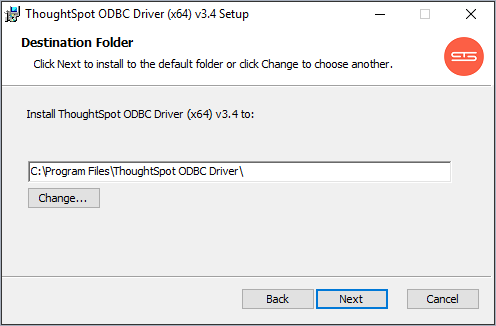 ThoughtSpot ODBC Driver (x64) v3.4 Setup
Destination Folder
Click Next to install to the default folder or click Change to choose another.
Install ThoughtSpot ODBC Driver (x64) v3.4 to:
C:\Program Files\ThoughtSpot ODBC Driver\
Change...
Back Next Cancel